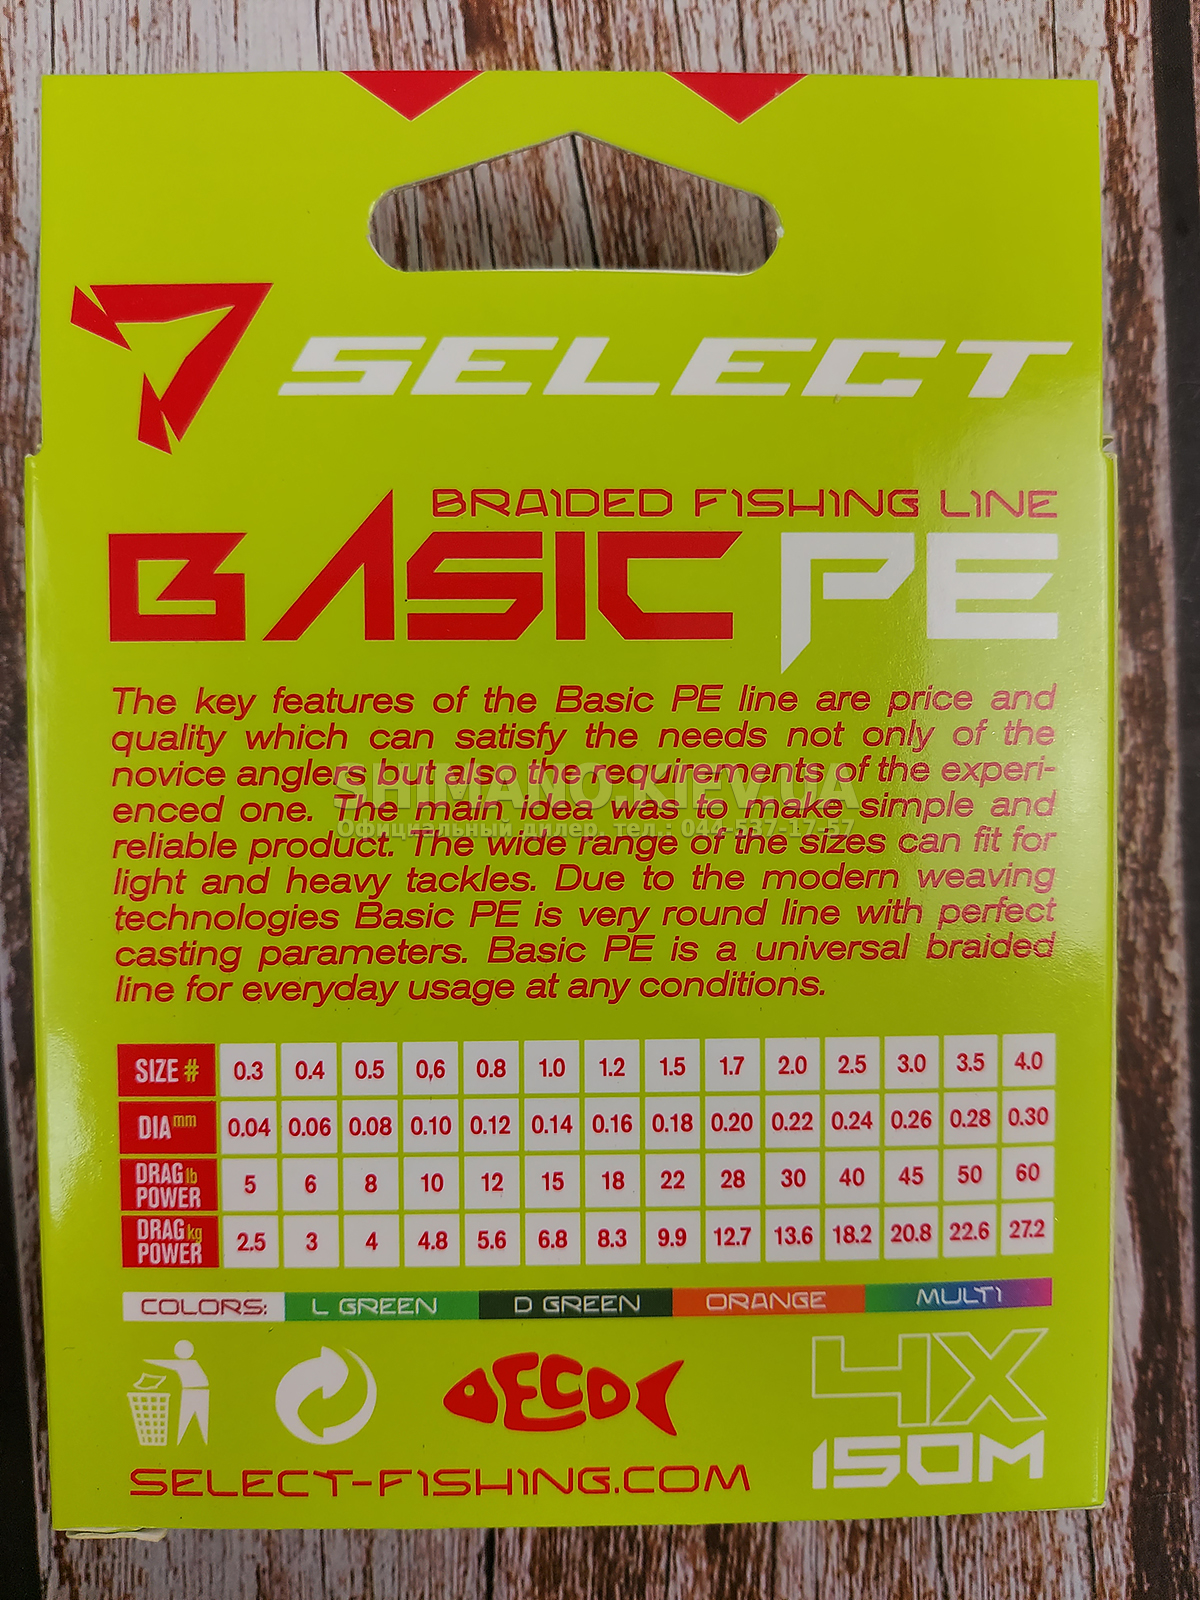 SELECT
BRAIDED FISHING LINE
BASIC PE
The key features of the Basic PE line are price and
quality which can satisfy the needs not only of the
novice anglers but also the requirements of the experi-
enced one. The main idea was to make simple and
reliable product. The wide range of the sizes can fit for
light and heavy tackles. Due to the modern weaving
technologies Basic PE is very round line with perfect
casting parameters. Basic PE is a universal braided
line for everyday usage at any conditions.
SHIMANO.KIEV.UA
Официальный дилер, тел.: 044-537-17-57
SIZE # 0.3 0.4 0.5 0,6 0.8 1.0 1.2 1.5 1.7 2.0 2.5 3.0 3.5 4.0
DIA mm 0.04 0.06 0.08 0.10 0.12 0.14 0.16 0.18 0.20 0.22 0.24 0.26 0.28 0.30
DRAG lb POWER 5 6 8 10 12 15 18 22 28 30 40 45 50 60
DRAG kg POWER 2.5 3 4 4.8 5.6 6.8 8.3 9.9 12.7 13.6 18.2 20.8 22.6 27.2
COLORS: L GREEN D GREEN ORANGE MULTI
ECO
4X
150M
SELECT-FISHING.COM